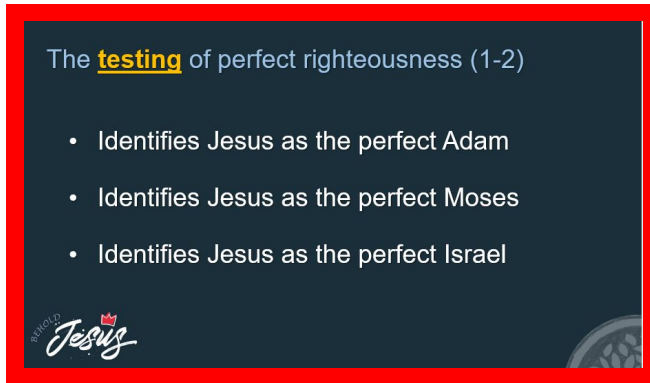 The testing of perfect righteousness (1-2)
• Identifies Jesus as the perfect Adam
• Identifies Jesus as the perfect Moses
• Identifies Jesus as the perfect Israel
BEHOLD
Jesus